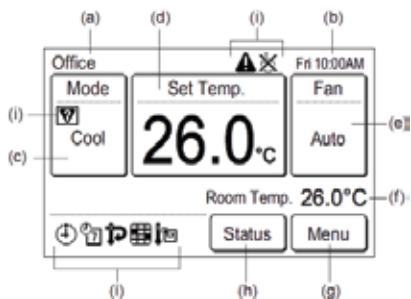 (a) (d) (i) (b)
Office Fri 10:00AM
Mode Set Temp. Fan
(i)
Cool 26.0°C Auto (e)
(c)
Room Temp. 26.0°C (f)
Status Menu
(i) (h) (g)